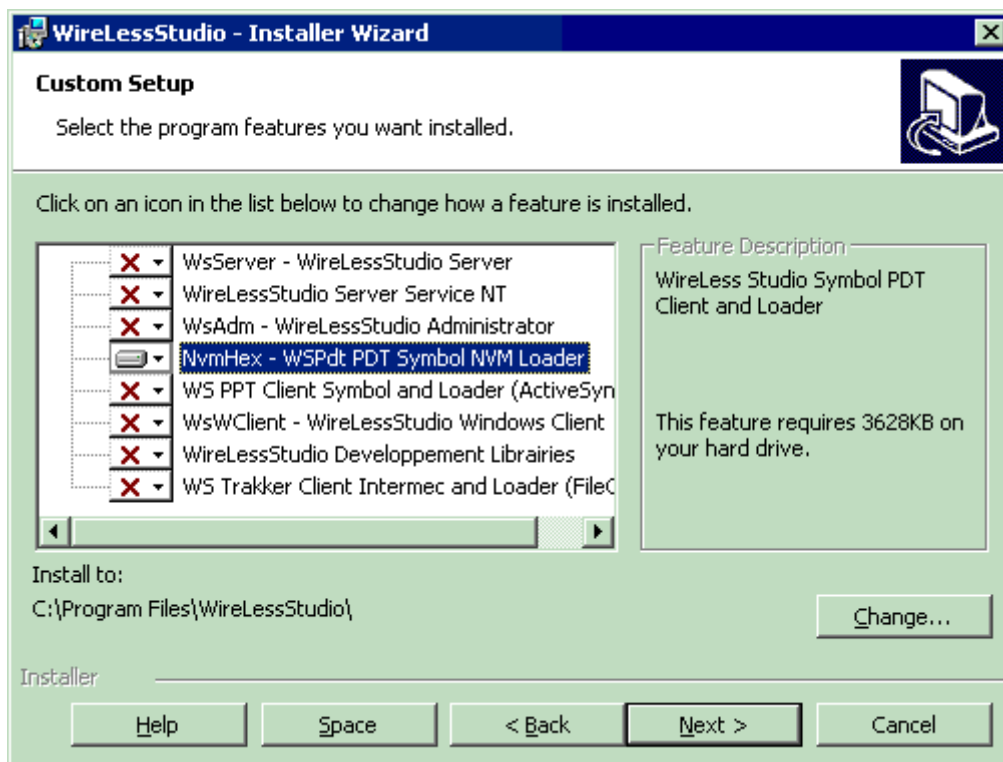 WireLessStudio - Installer Wizard
Custom Setup
Select the program features you want installed.
Click on an icon in the list below to change how a feature is installed.
WsServer - WireLessStudio Server
WireLessStudio Server Service NT
WsAdm - WireLessStudio Administrator
NvmHex - WSPdt PDT Symbol NVM Loader
WS PPT Client Symbol and Loader (ActiveSyn
WsWClient - WireLessStudio Windows Client
WireLessStudio Developpement Librairies
WS Trakker Client Intermec and Loader (FileC
Feature Description
WireLess Studio Symbol PDT
Client and Loader
This feature requires 3628KB on
your hard drive.
Install to:
C:\Program Files\WireLessStudio\
Change...
Installer
Help
Space
< Back
Next >
Cancel